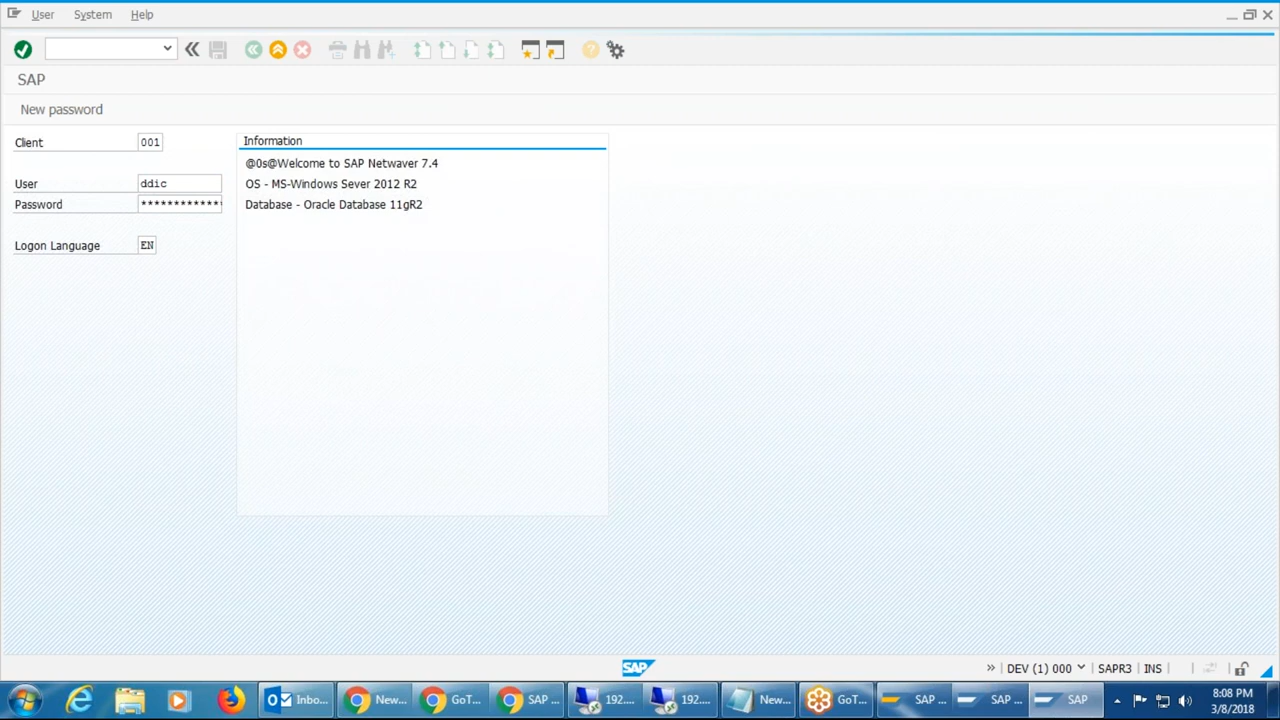 User System Help
SAP
New password
Client 001
Information
@0s@Welcome to SAP Netwaver 7.4
User ddic
OS - MS-Windows Sever 2012 R2
Password *************
Database - Oracle Database 11gR2
Logon Language EN
SAP
DEV (1) 000 SAPR3 INS
Inbo... New... GoT... SAP ... 192.... 192.... New... GoT... SAP ... SAP ... SAP
8:08 PM
3/8/2018